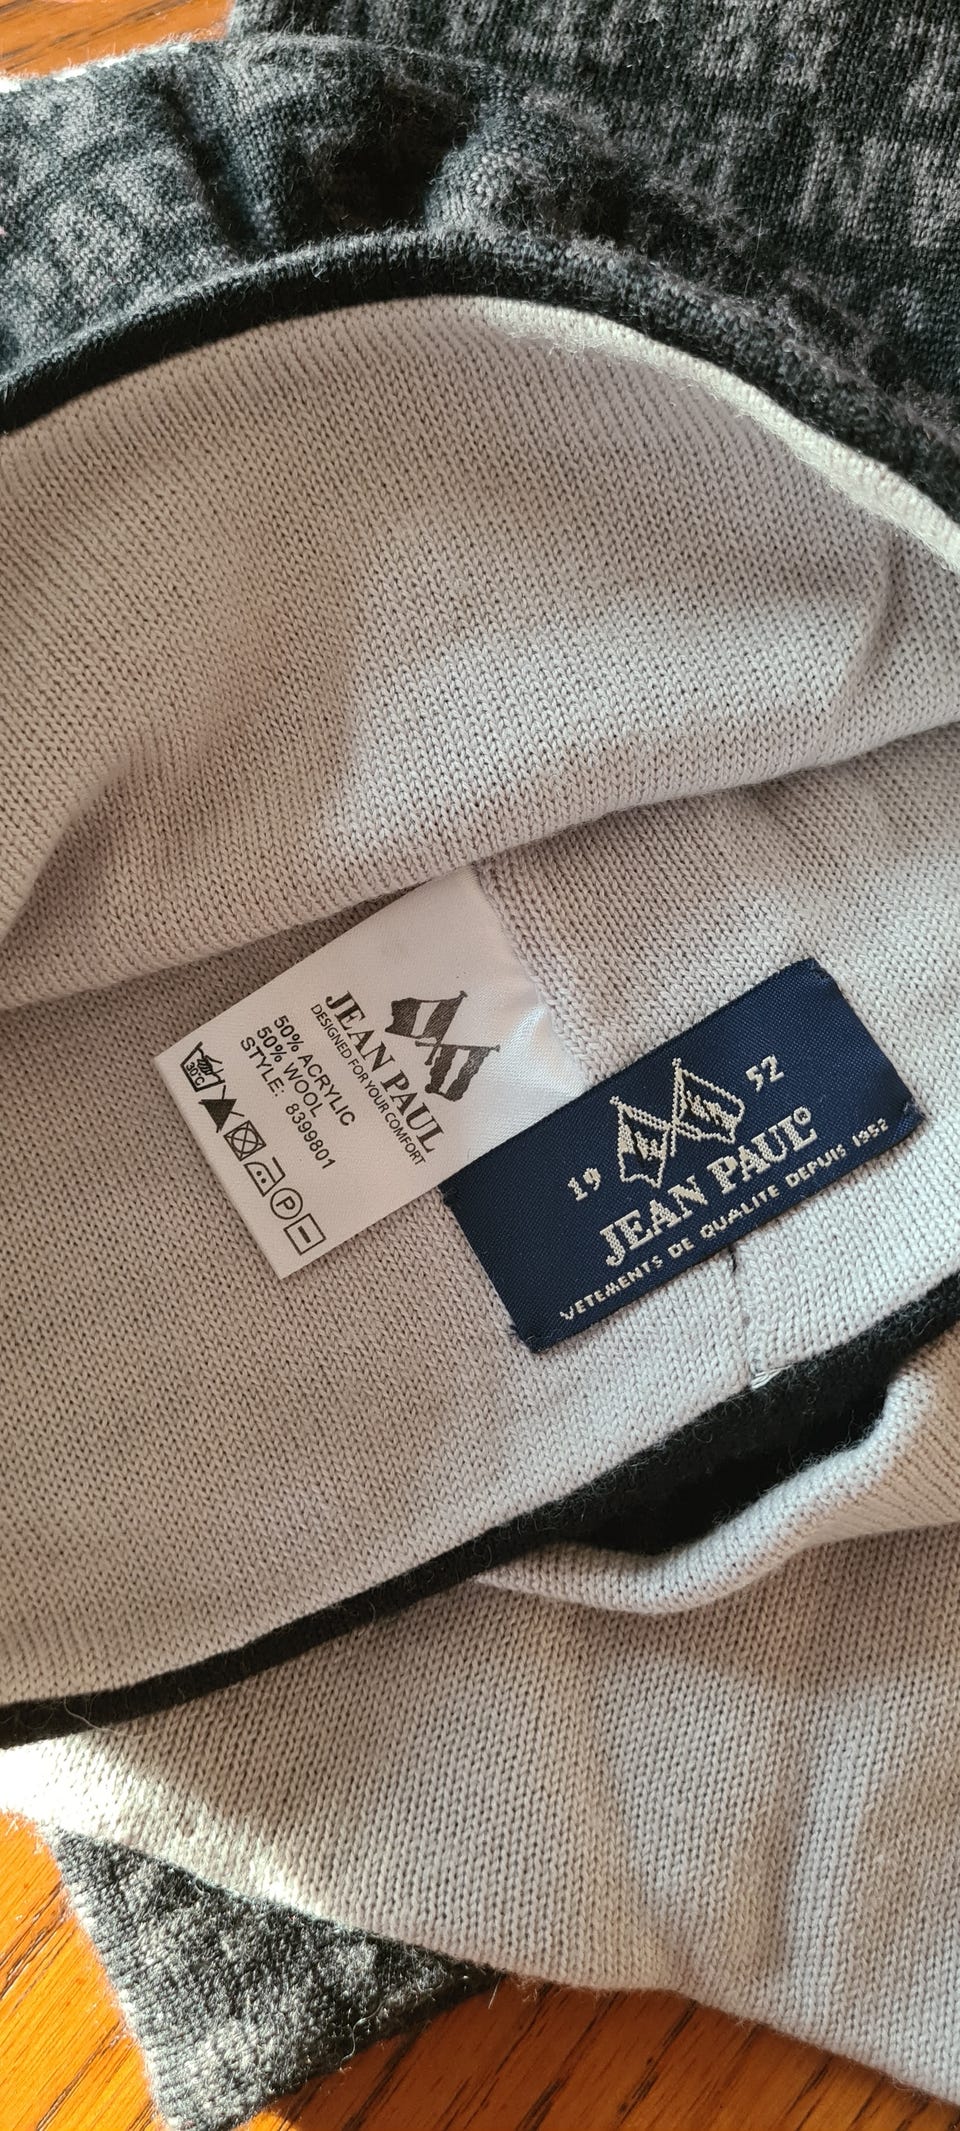 JEAN PAUL
DESIGNED FOR YOUR COMFORT
50% ACRYLIC
50% WOOL
STYLE: 8399801
30°C
P
19 52
JEAN PAUL®
VETEMENTS DE QUALITE DEPUIS 1952